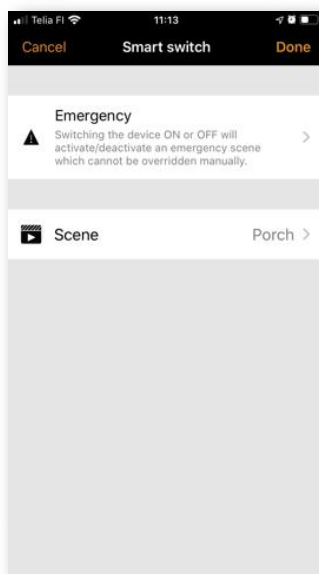 Telia FI 11:13
Cancel Smart switch Done
Emergency
Switching the device ON or OFF will
activate/deactivate an emergency scene
which cannot be overridden manually.
Scene Porch